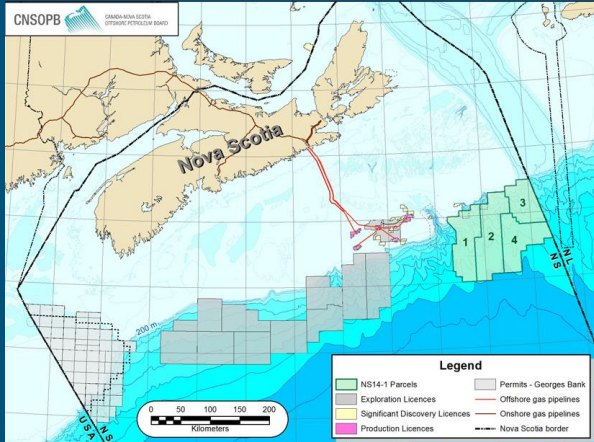 CNSOPB
CANADA-NOVA SCOTIA
OFFSHORE PETROLEUM BOARD
Nova Scotia
3
1
2
4
NL
NS
200 m
USA
NS
0 50 100 150 200
Kilometers
Legend
NS14-1 Parcels
Exploration Licences
Significant Discovery Licences
Production Licences
Permits - Georges Bank
Offshore gas pipelines
Onshore gas pipelines
Nova Scotia border